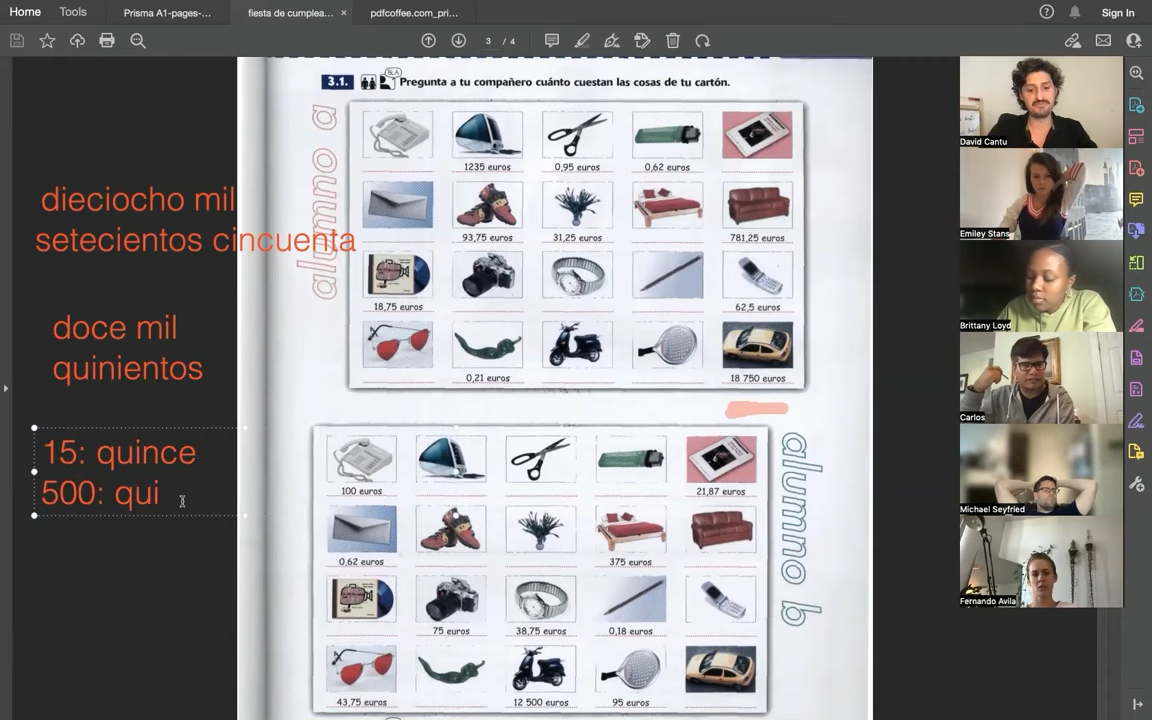 Home
Tools
Prisma A1-pages-...
fiesta de cumplea...
×
pdfcoffee.com_pri...
Sign In
3 / 4
3.1.
BLA
Pregunta a tu compañero cuánto cuestan las cosas de tu cartón.
alumno a
1235 euros
0,95 euros
0,62 euros
93,75 euros
31,25 euros
781,25 euros
18,75 euros
62,5 euros
0,21 euros
18 750 euros
dieciocho mil
setecientos cincuenta
doce mil
quinientos
15: quince
500: qui
alumno b
100 euros
21,87 euros
0,62 euros
375 euros
75 euros
38,75 euros
0,18 euros
43,75 euros
12 500 euros
95 euros
David Cantu
Emiley Stans
Brittany Loyd
Carlos
Michael Seyfried
Fernando Avila